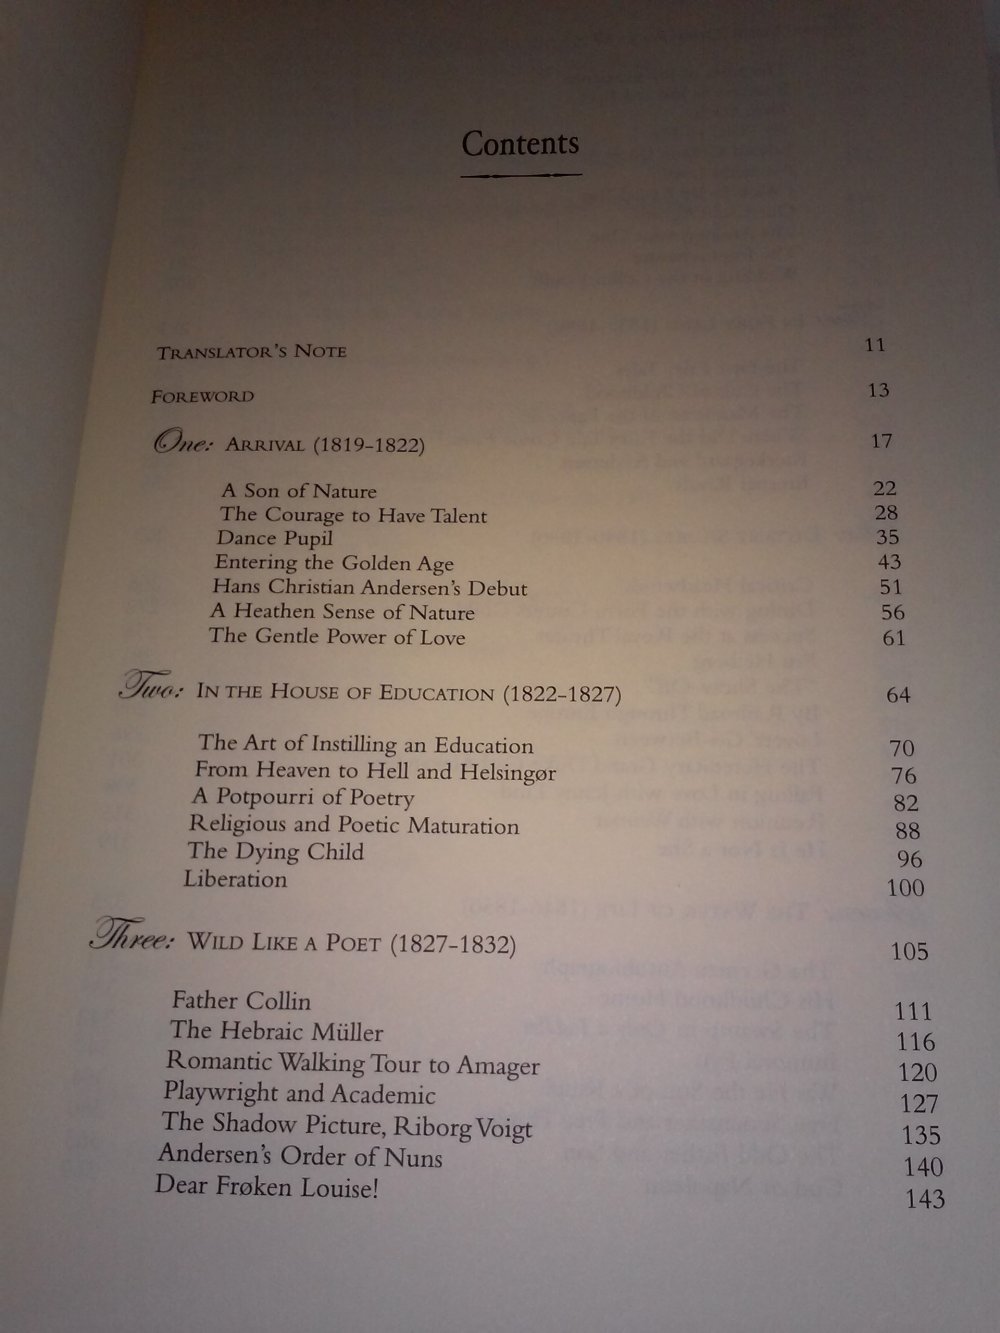 Contents
Translator's Note 11
Foreword 13
One: Arrival (1819-1822) 17
A Son of Nature 22
The Courage to Have Talent 28
Dance Pupil 35
Entering the Golden Age 43
Hans Christian Andersen's Debut 51
A Heathen Sense of Nature 56
The Gentle Power of Love 61
Two: In the House of Education (1822-1827) 64
The Art of Instilling an Education 70
From Heaven to Hell and Helsingør 76
A Potpourri of Poetry 82
Religious and Poetic Maturation 88
The Dying Child 96
Liberation 100
Three: Wild Like a Poet (1827-1832) 105
Father Collin 111
The Hebraic Müller 116
Romantic Walking Tour to Amager 120
Playwright and Academic 127
The Shadow Picture, Riborg Voigt 135
Andersen's Order of Nuns 140
Dear Frøken Louise! 143